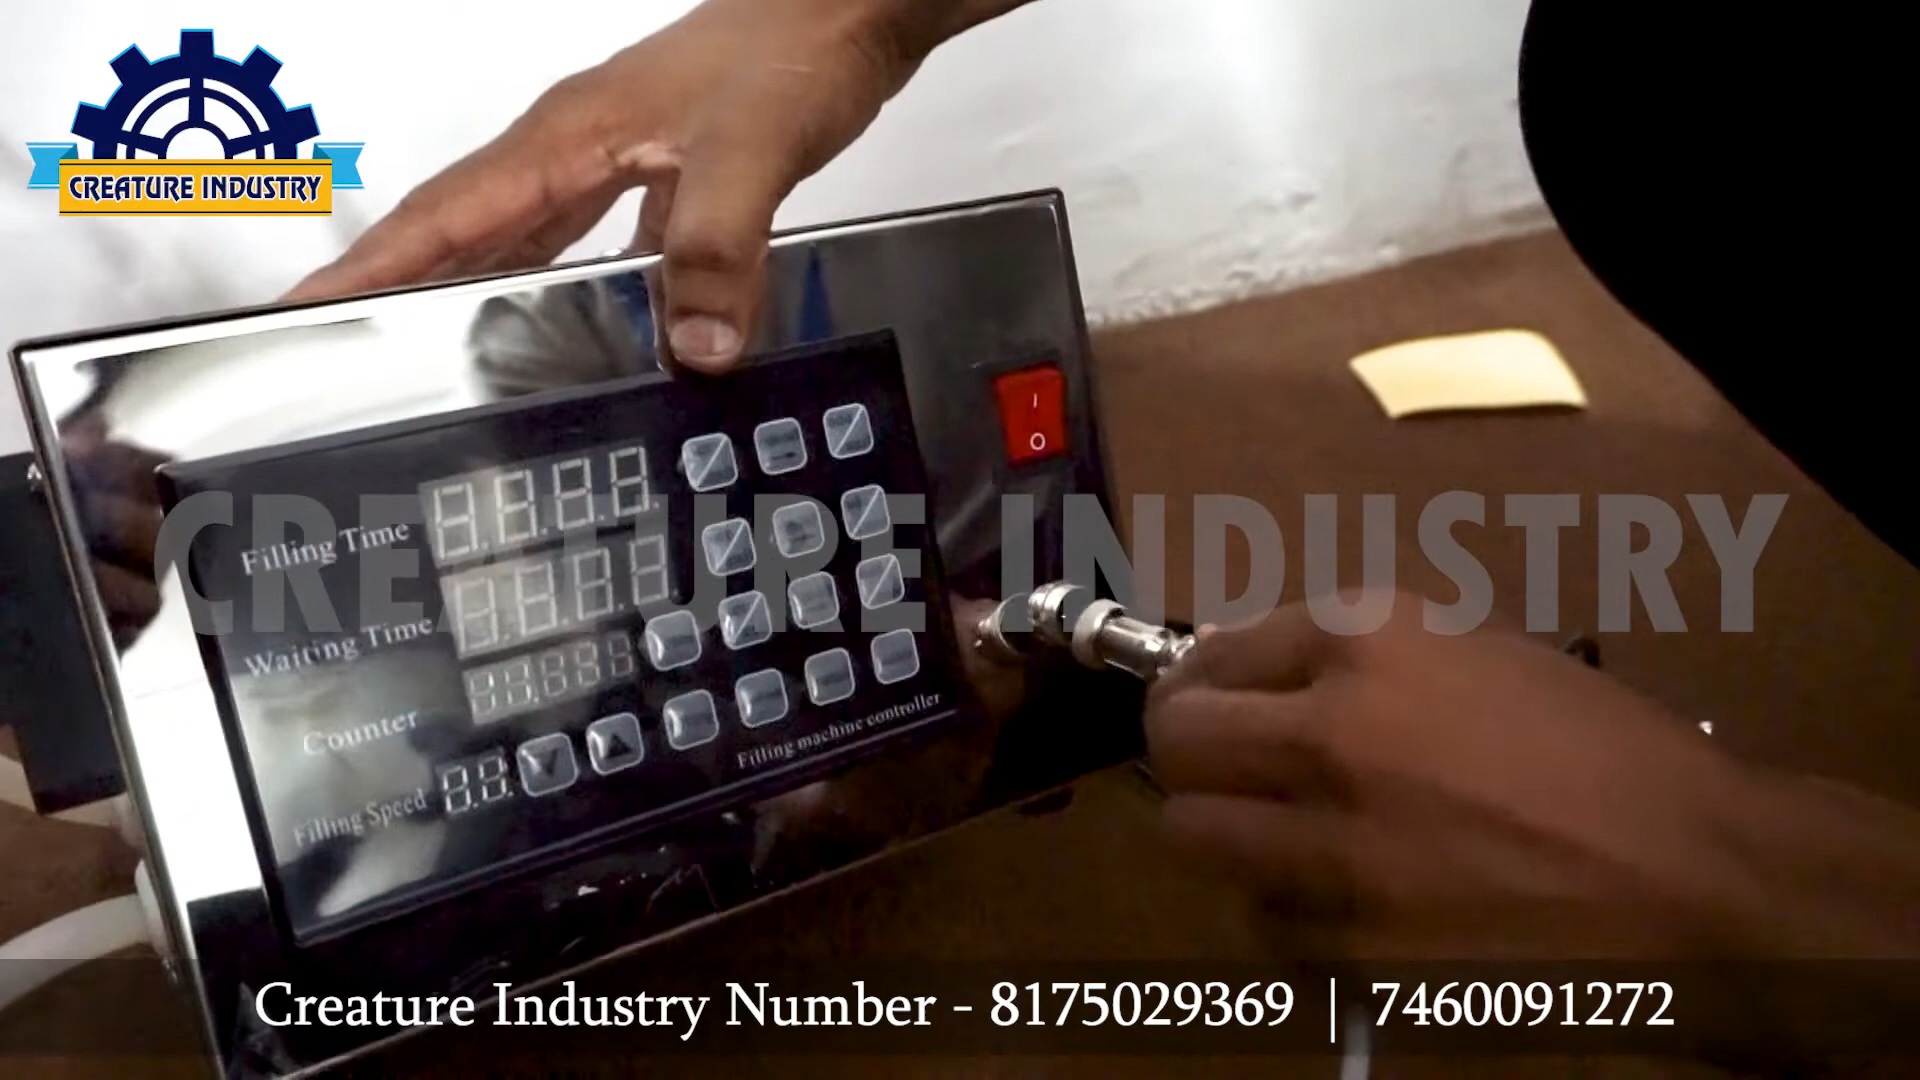 CREATURE INDUSTRY
I
O
Filling Time
Waiting Time
Counter
Filling Speed
Filling machine controller
CREATURE INDUSTRY
Creature Industry Number - 8175029369 | 7460091272